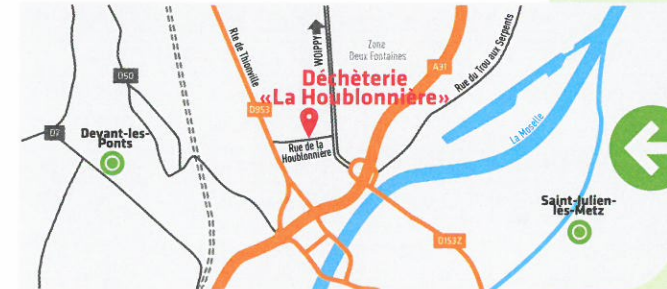 Rte de Thionville
WOIPPY
Zone
Deux Fontaines
A31
Rue du Trou aux Serpents
D50
Déchèterie
«La Houblonnière»
D953
D7
Devant-les-
Ponts
Rue de la
Houblonnière
La Moselle
Saint-Julien-
lès-Metz
D153Z